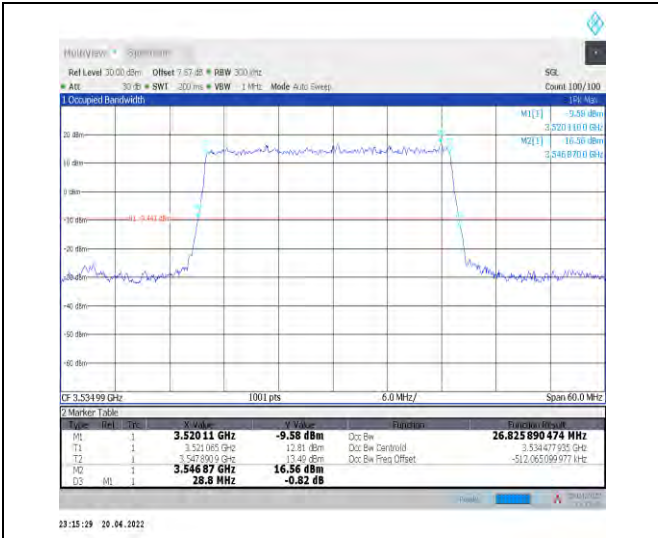 MultiView Spectrum
Ref Level 30.00 dBm Offset 7.67 dB RBW 300 kHz SGL
Att 30 dB SWT 200 ms VBW 1 MHz Mode Auto Sweep Count 100/100
1 Occupied Bandwidth 1Pk Max
M1[1] -9.58 dBm
3.520110 0 GHz
20 dBm
M2[1] 16.56 dBm
3.546870 0 GHz
10 dBm
0 dBm
-10 dBm H1 -9.441 dBm
-20 dBm
-30 dBm
-40 dBm
-50 dBm
-60 dBm
CF 3.53499 GHz 1001 pts 6.0 MHz/ Span 60.0 MHz
2 Marker Table
Type Ref Trc X-Value Y-Value Function Function Result
M1 1 3.520 11 GHz -9.58 dBm Occ Bw 26.825 890 474 MHz
T1 1 3.521 065 GHz 12.81 dBm Occ Bw Centroid 3.534 477 935 GHz
T2 1 3.547 890 9 GHz 13.49 dBm Occ Bw Freq Offset -512.065 099 977 kHz
M2 1 3.546 87 GHz 16.56 dBm
D3 M1 1 28.8 MHz -0.82 dB
23:15:29 20.04.2022